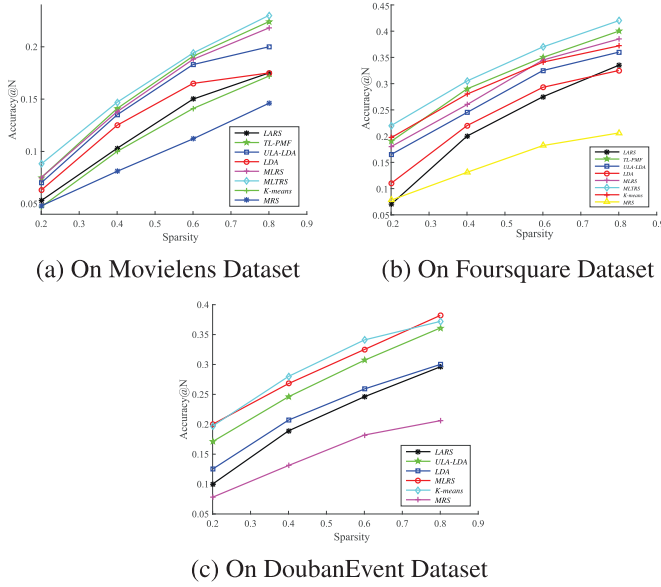 Accuracy@N
0.2
0.15
0.1
0.05
0.2 0.3 0.4 0.5 0.6 0.7 0.8 0.9
Sparsity
LARS
TL-PMF
ULA-LDA
LDA
MLRS
MLTRS
K-means
MRS
(a) On Movielens Dataset
Accuracy@N
0.45
0.4
0.35
0.3
0.25
0.2
0.15
0.1
0.05
0.2 0.3 0.4 0.5 0.6 0.7 0.8 0.9
Sparsity
LARS
TL-PMF
ULA-LDA
LDA
MLRS
MLTRS
K-means
MRS
(b) On Foursquare Dataset
Accuracy@N
0.4
0.35
0.3
0.25
0.2
0.15
0.1
0.05
0.2 0.3 0.4 0.5 0.6 0.7 0.8 0.9
Sparsity
LARS
ULA-LDA
LDA
MLRS
K-means
MRS
(c) On DoubanEvent Dataset